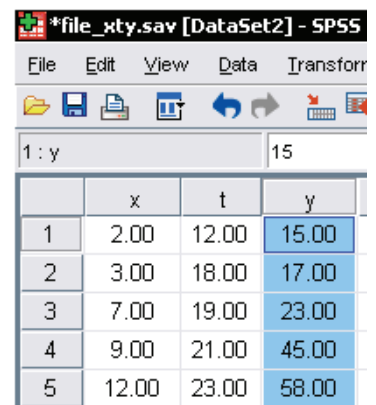 *file_xty.sav [DataSet2] - SPSS
File Edit View Data Transfor
1 : y 15
x t y
1 2.00 12.00 15.00
2 3.00 18.00 17.00
3 7.00 19.00 23.00
4 9.00 21.00 45.00
5 12.00 23.00 58.00